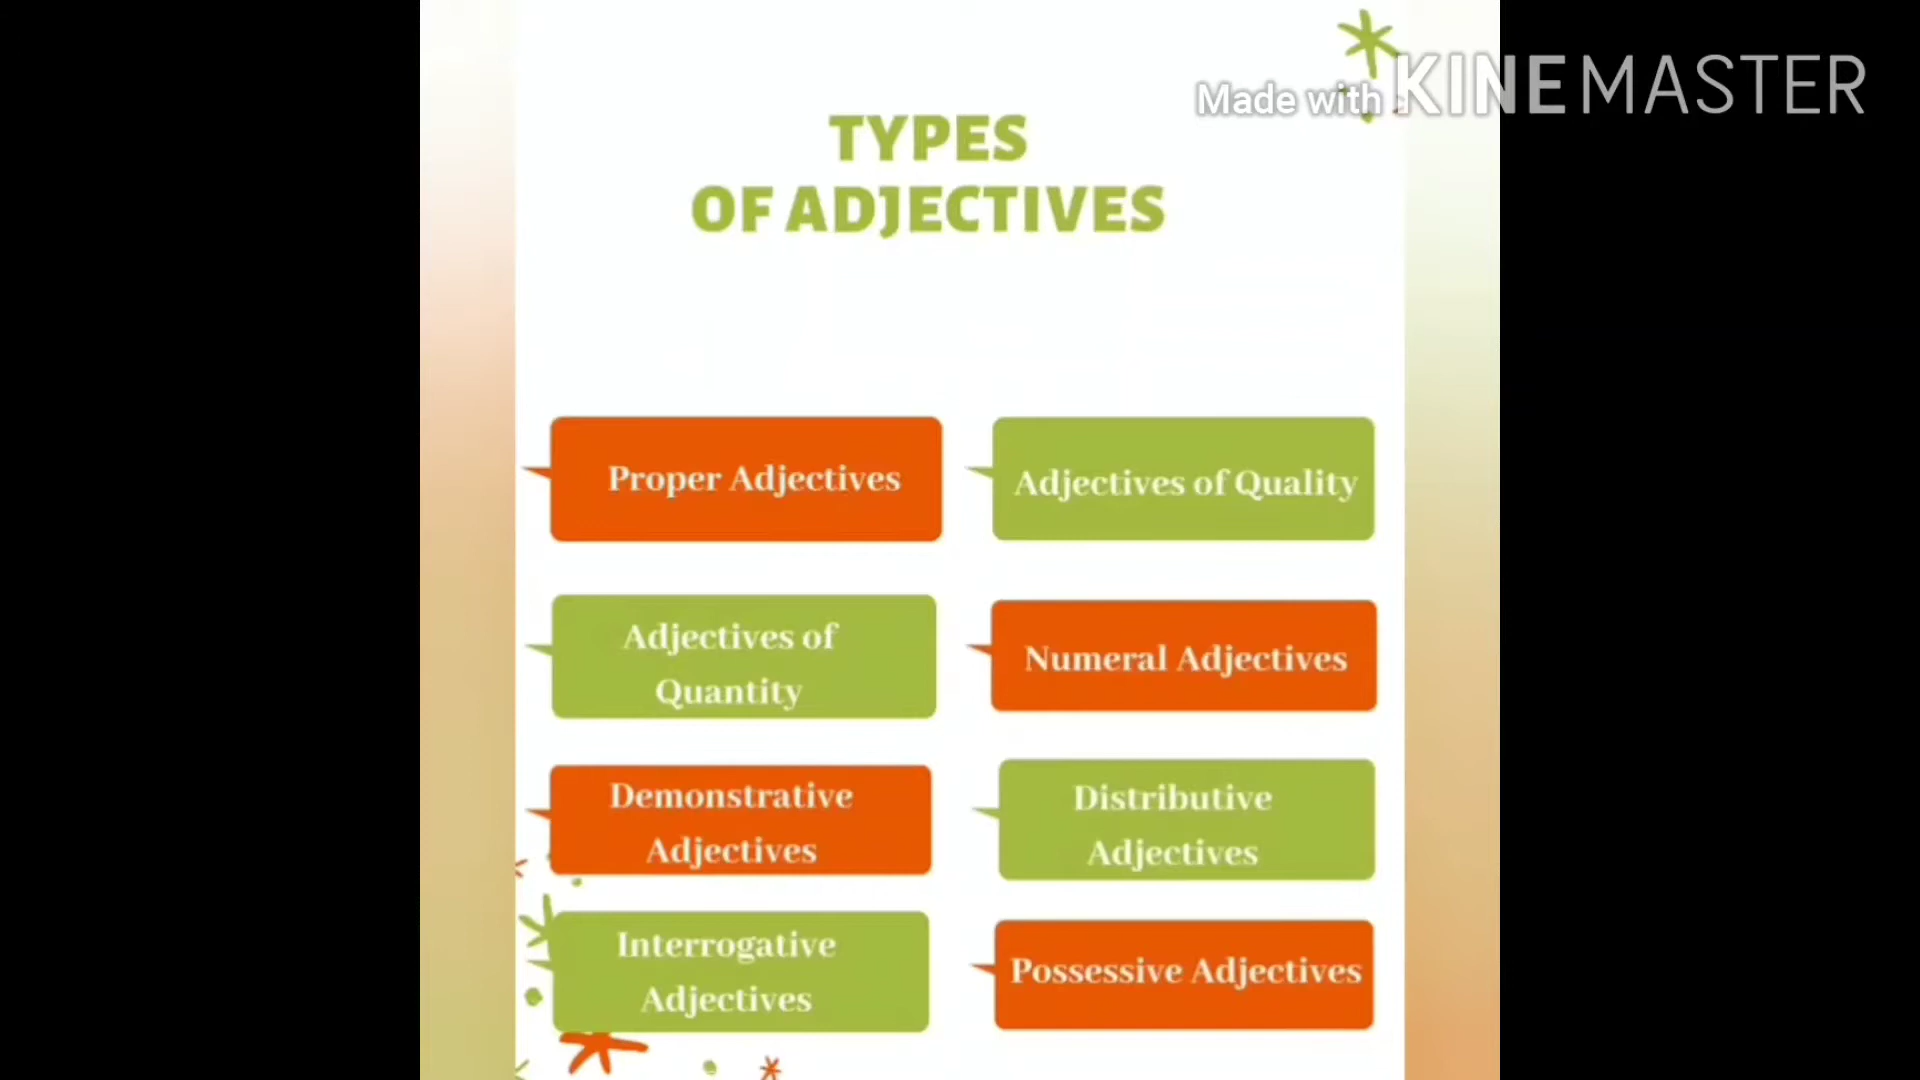 Made with KINEMASTER
TYPES
OF ADJECTIVES
Proper Adjectives
Adjectives of Quality
Adjectives of
Quantity
Numeral Adjectives
Demonstrative
Adjectives
Distributive
Adjectives
Interrogative
Adjectives
Possessive Adjectives